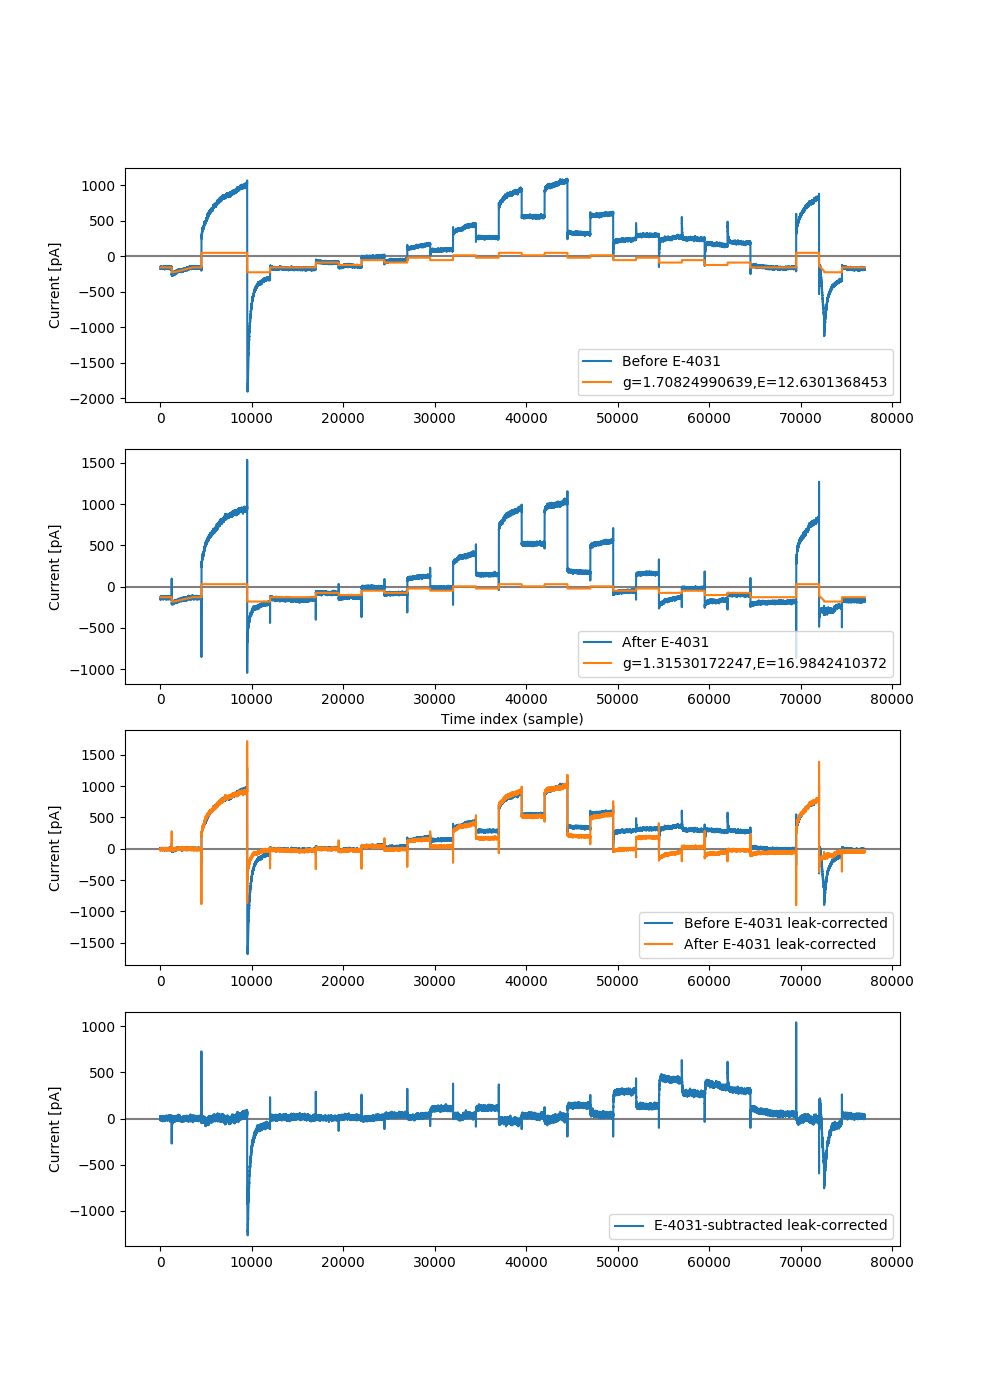 1000
500
0
−500
−1000
−1500
−2000
Current [pA]
Before E-4031
g=1.70824990639,E=12.6301368453
0 10000 20000 30000 40000 50000 60000 70000 80000
1500
1000
500
0
−500
−1000
Current [pA]
After E-4031
g=1.31530172247,E=16.9842410372
0 10000 20000 30000 40000 50000 60000 70000 80000
Time index (sample)
1500
1000
500
0
−500
−1000
−1500
Current [pA]
Before E-4031 leak-corrected
After E-4031 leak-corrected
0 10000 20000 30000 40000 50000 60000 70000 80000
1000
500
0
−500
−1000
Current [pA]
E-4031-subtracted leak-corrected
0 10000 20000 30000 40000 50000 60000 70000 80000